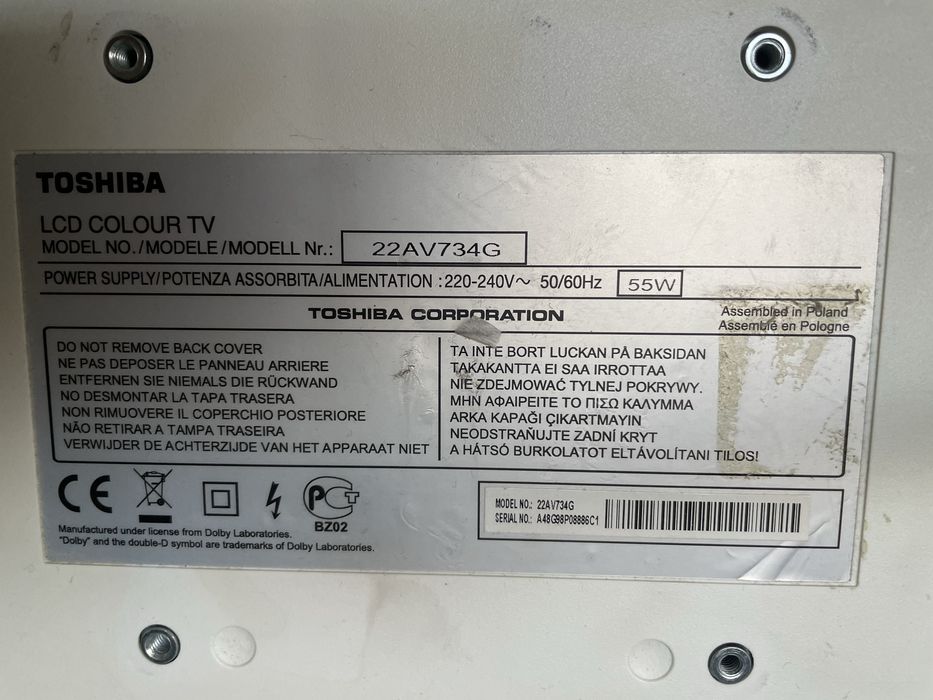 TOSHIBA
LCD COLOUR TV
MODEL NO./MODELE/MODELL Nr.: 22AV734G
POWER SUPPLY/POTENZA ASSORBITA/ALIMENTATION :220-240V~ 50/60Hz 55W
TOSHIBA CORPORATION
Assembled in Poland
Assemblé en Pologne
DO NOT REMOVE BACK COVER
NE PAS DEPOSER LE PANNEAU ARRIERE
ENTFERNEN SIE NIEMALS DIE RÜCKWAND
NO DESMONTAR LA TAPA TRASERA
NON RIMUOVERE IL COPERCHIO POSTERIORE
NÃO RETIRAR A TAMPA TRASEIRA
VERWIJDER DE ACHTERZIJDE VAN HET APPARAAT NIET
TA INTE BORT LUCKAN PÅ BAKSIDAN
TAKAKANTTA EI SAA IRROTTAA
NIE ZDEJMOWAĆ TYLNEJ POKRYWY.
ΜΗΝ ΑΦΑΙΡΕΙΤΕ ΤΟ ΠΙΣΩ ΚΑΛΥΜΜΑ
ARKA KAPAĞI ÇIKARTMAYIN
NEODSTRAŇUJTE ZADNÍ KRYT
A HÁTSÓ BURKOLATOT ELTÁVOLÍTANI TILOS!
CE
PCT
BZ02
Manufactured under license from Dolby Laboratories.
"Dolby" and the double-D symbol are trademarks of Dolby Laboratories.
MODEL NO.: 22AV734G
SERIAL NO.: A48G98P08886C1